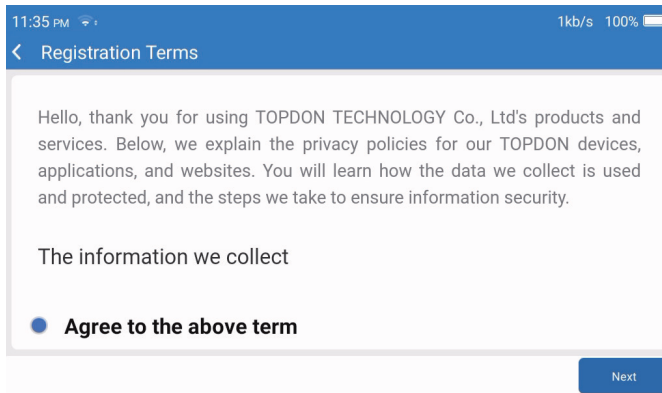 11:35 PM 1kb/s 100%
Registration Terms
Hello, thank you for using TOPDON TECHNOLOGY Co., Ltd's products and
services. Below, we explain the privacy policies for our TOPDON devices,
applications, and websites. You will learn how the data we collect is used
and protected, and the steps we take to ensure information security.
The information we collect
Agree to the above term
Next